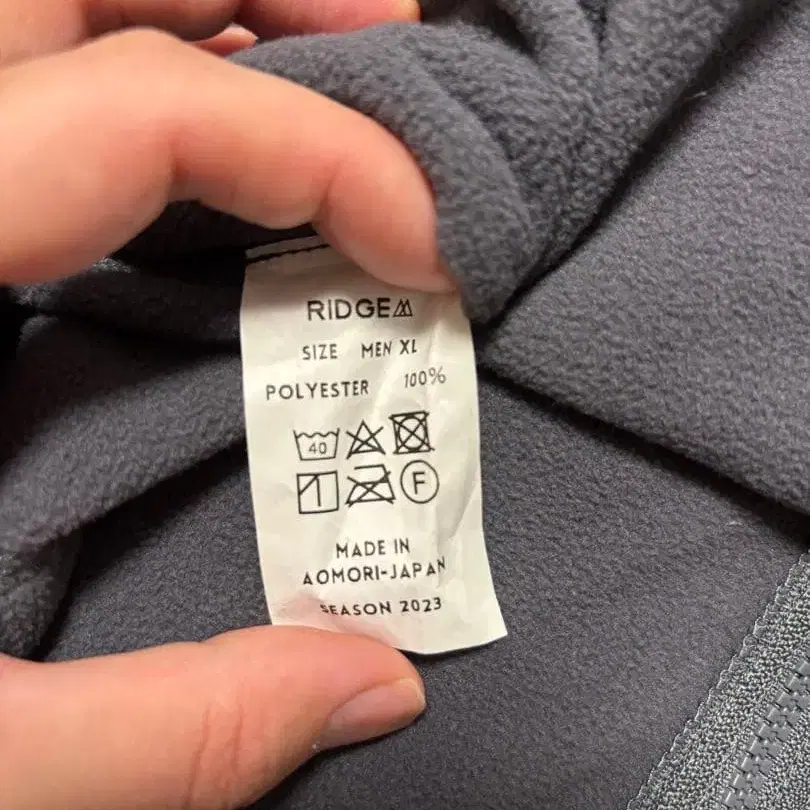 RIDGE
SIZE MEN XL
POLYESTER 100%
40
F
MADE IN
AOMORI-JAPAN
SEASON 2023